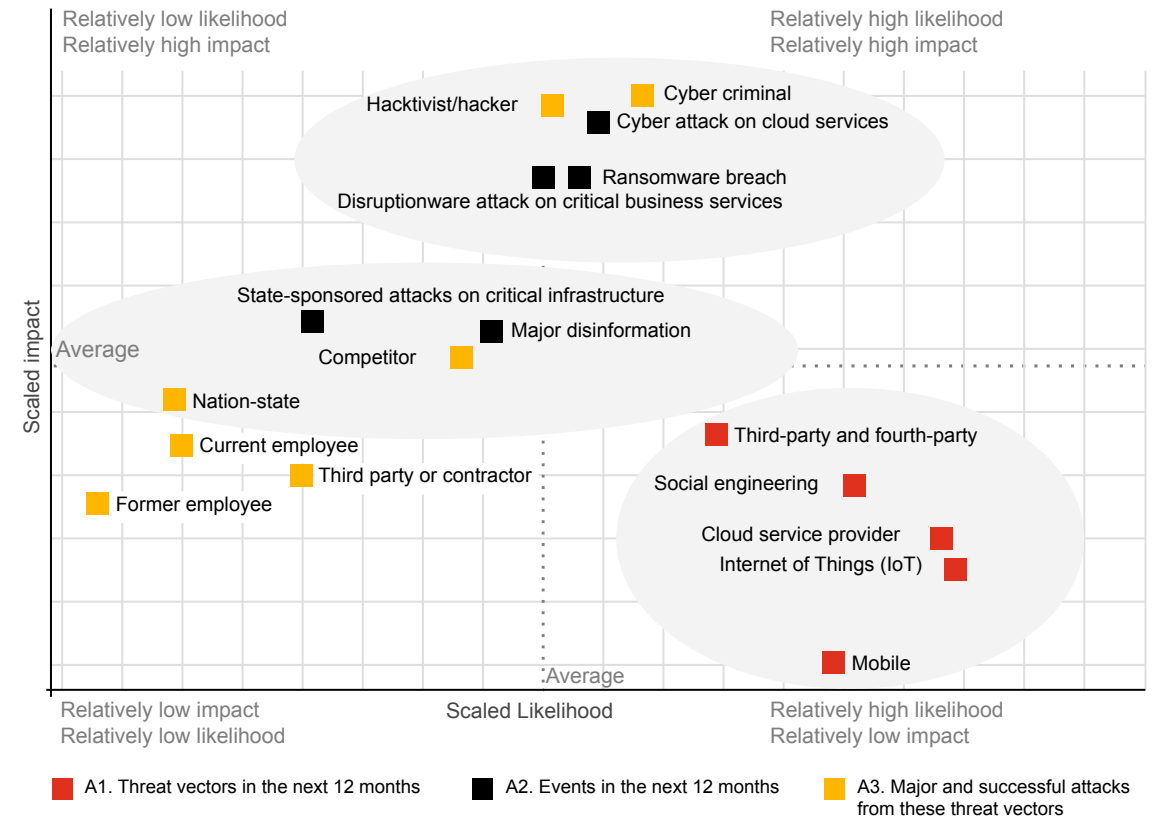 Relatively low likelihood
Relatively high impact
Relatively high likelihood
Relatively high impact
Hacktivist/hacker
Cyber criminal
Cyber attack on cloud services
Ransomware breach
Disruptionware attack on critical business services
State-sponsored attacks on critical infrastructure
Major disinformation
Average
Competitor
Scaled impact
Nation-state
Current employee
Third party or contractor
Former employee
Third-party and fourth-party
Social engineering
Cloud service provider
Internet of Things (IoT)
Mobile
Average
Relatively low impact
Relatively low likelihood
Scaled Likelihood
Relatively high likelihood
Relatively low impact
A1. Threat vectors in the next 12 months
A2. Events in the next 12 months
A3. Major and successful attacks
from these threat vectors